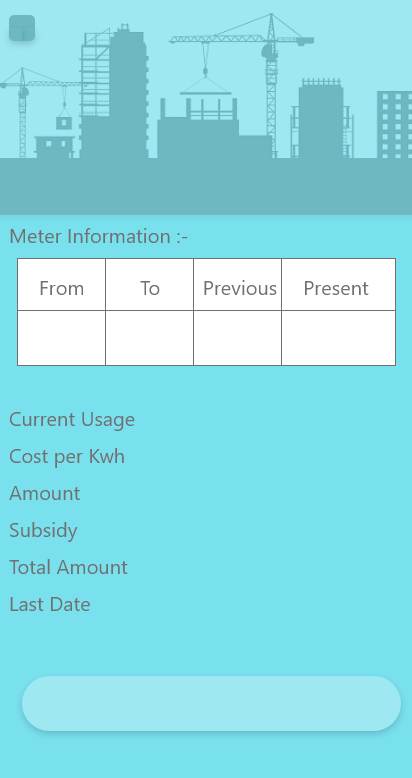 Meter Information :-
From To Previous Present
Current Usage
Cost per Kwh
Amount
Subsidy
Total Amount
Last Date